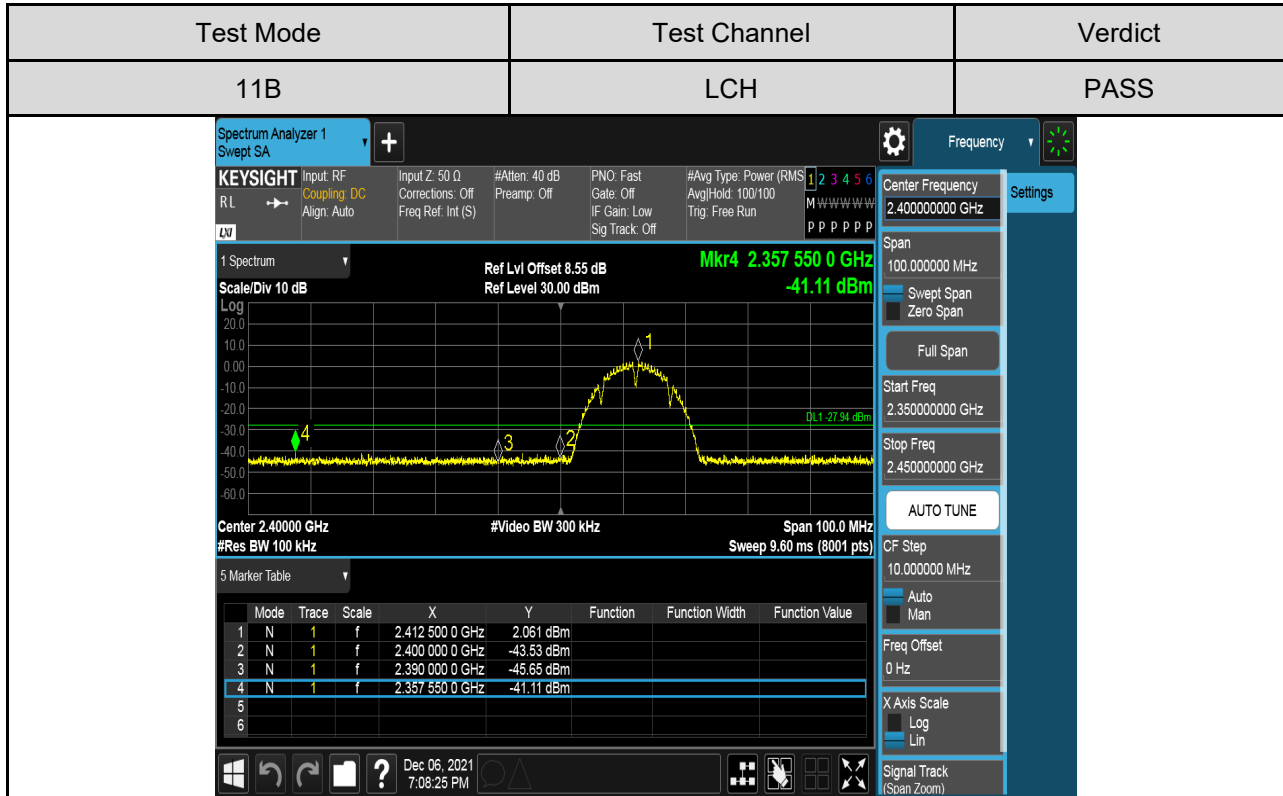 Test Mode Test Channel Verdict
11B LCH PASS
Spectrum Analyzer 1
Swept SA
Frequency
KEYSIGHT
RL
LXI
Input: RF
Coupling: DC
Align: Auto
Input Z: 50 Ω
Corrections: Off
Freq Ref: Int (S)
#Atten: 40 dB
Preamp: Off
PNO: Fast
Gate: Off
IF Gain: Low
Sig Track: Off
#Avg Type: Power (RMS
Avg|Hold: 100/100
Trig: Free Run
1 2 3 4 5 6
M W W W W W
P P P P P P
1 Spectrum
Scale/Div 10 dB
Ref Lvl Offset 8.55 dB
Ref Level 30.00 dBm
Mkr4 2.357 550 0 GHz
-41.11 dBm
Log
20.0
10.0
0.00
-10.0
-20.0
-30.0
-40.0
-50.0
-60.0
1
2
3
4
DL1 -27.94 dBm
Center 2.40000 GHz #Video BW 300 kHz Span 100.0 MHz
#Res BW 100 kHz Sweep 9.60 ms (8001 pts)
5 Marker Table
Mode Trace Scale X Y Function Function Width Function Value
1 N 1 f 2.412 500 0 GHz 2.061 dBm
2 N 1 f 2.400 000 0 GHz -43.53 dBm
3 N 1 f 2.390 000 0 GHz -45.65 dBm
4 N 1 f 2.357 550 0 GHz -41.11 dBm
5
6
?
Dec 06, 2021
7:08:25 PM
Center Frequency
2.400000000 GHz
Settings
Span
100.000000 MHz
Swept Span
Zero Span
Full Span
Start Freq
2.350000000 GHz
Stop Freq
2.450000000 GHz
AUTO TUNE
CF Step
10.000000 MHz
Auto
Man
Freq Offset
0 Hz
X Axis Scale
Log
Lin
Signal Track
(Span Zoom)